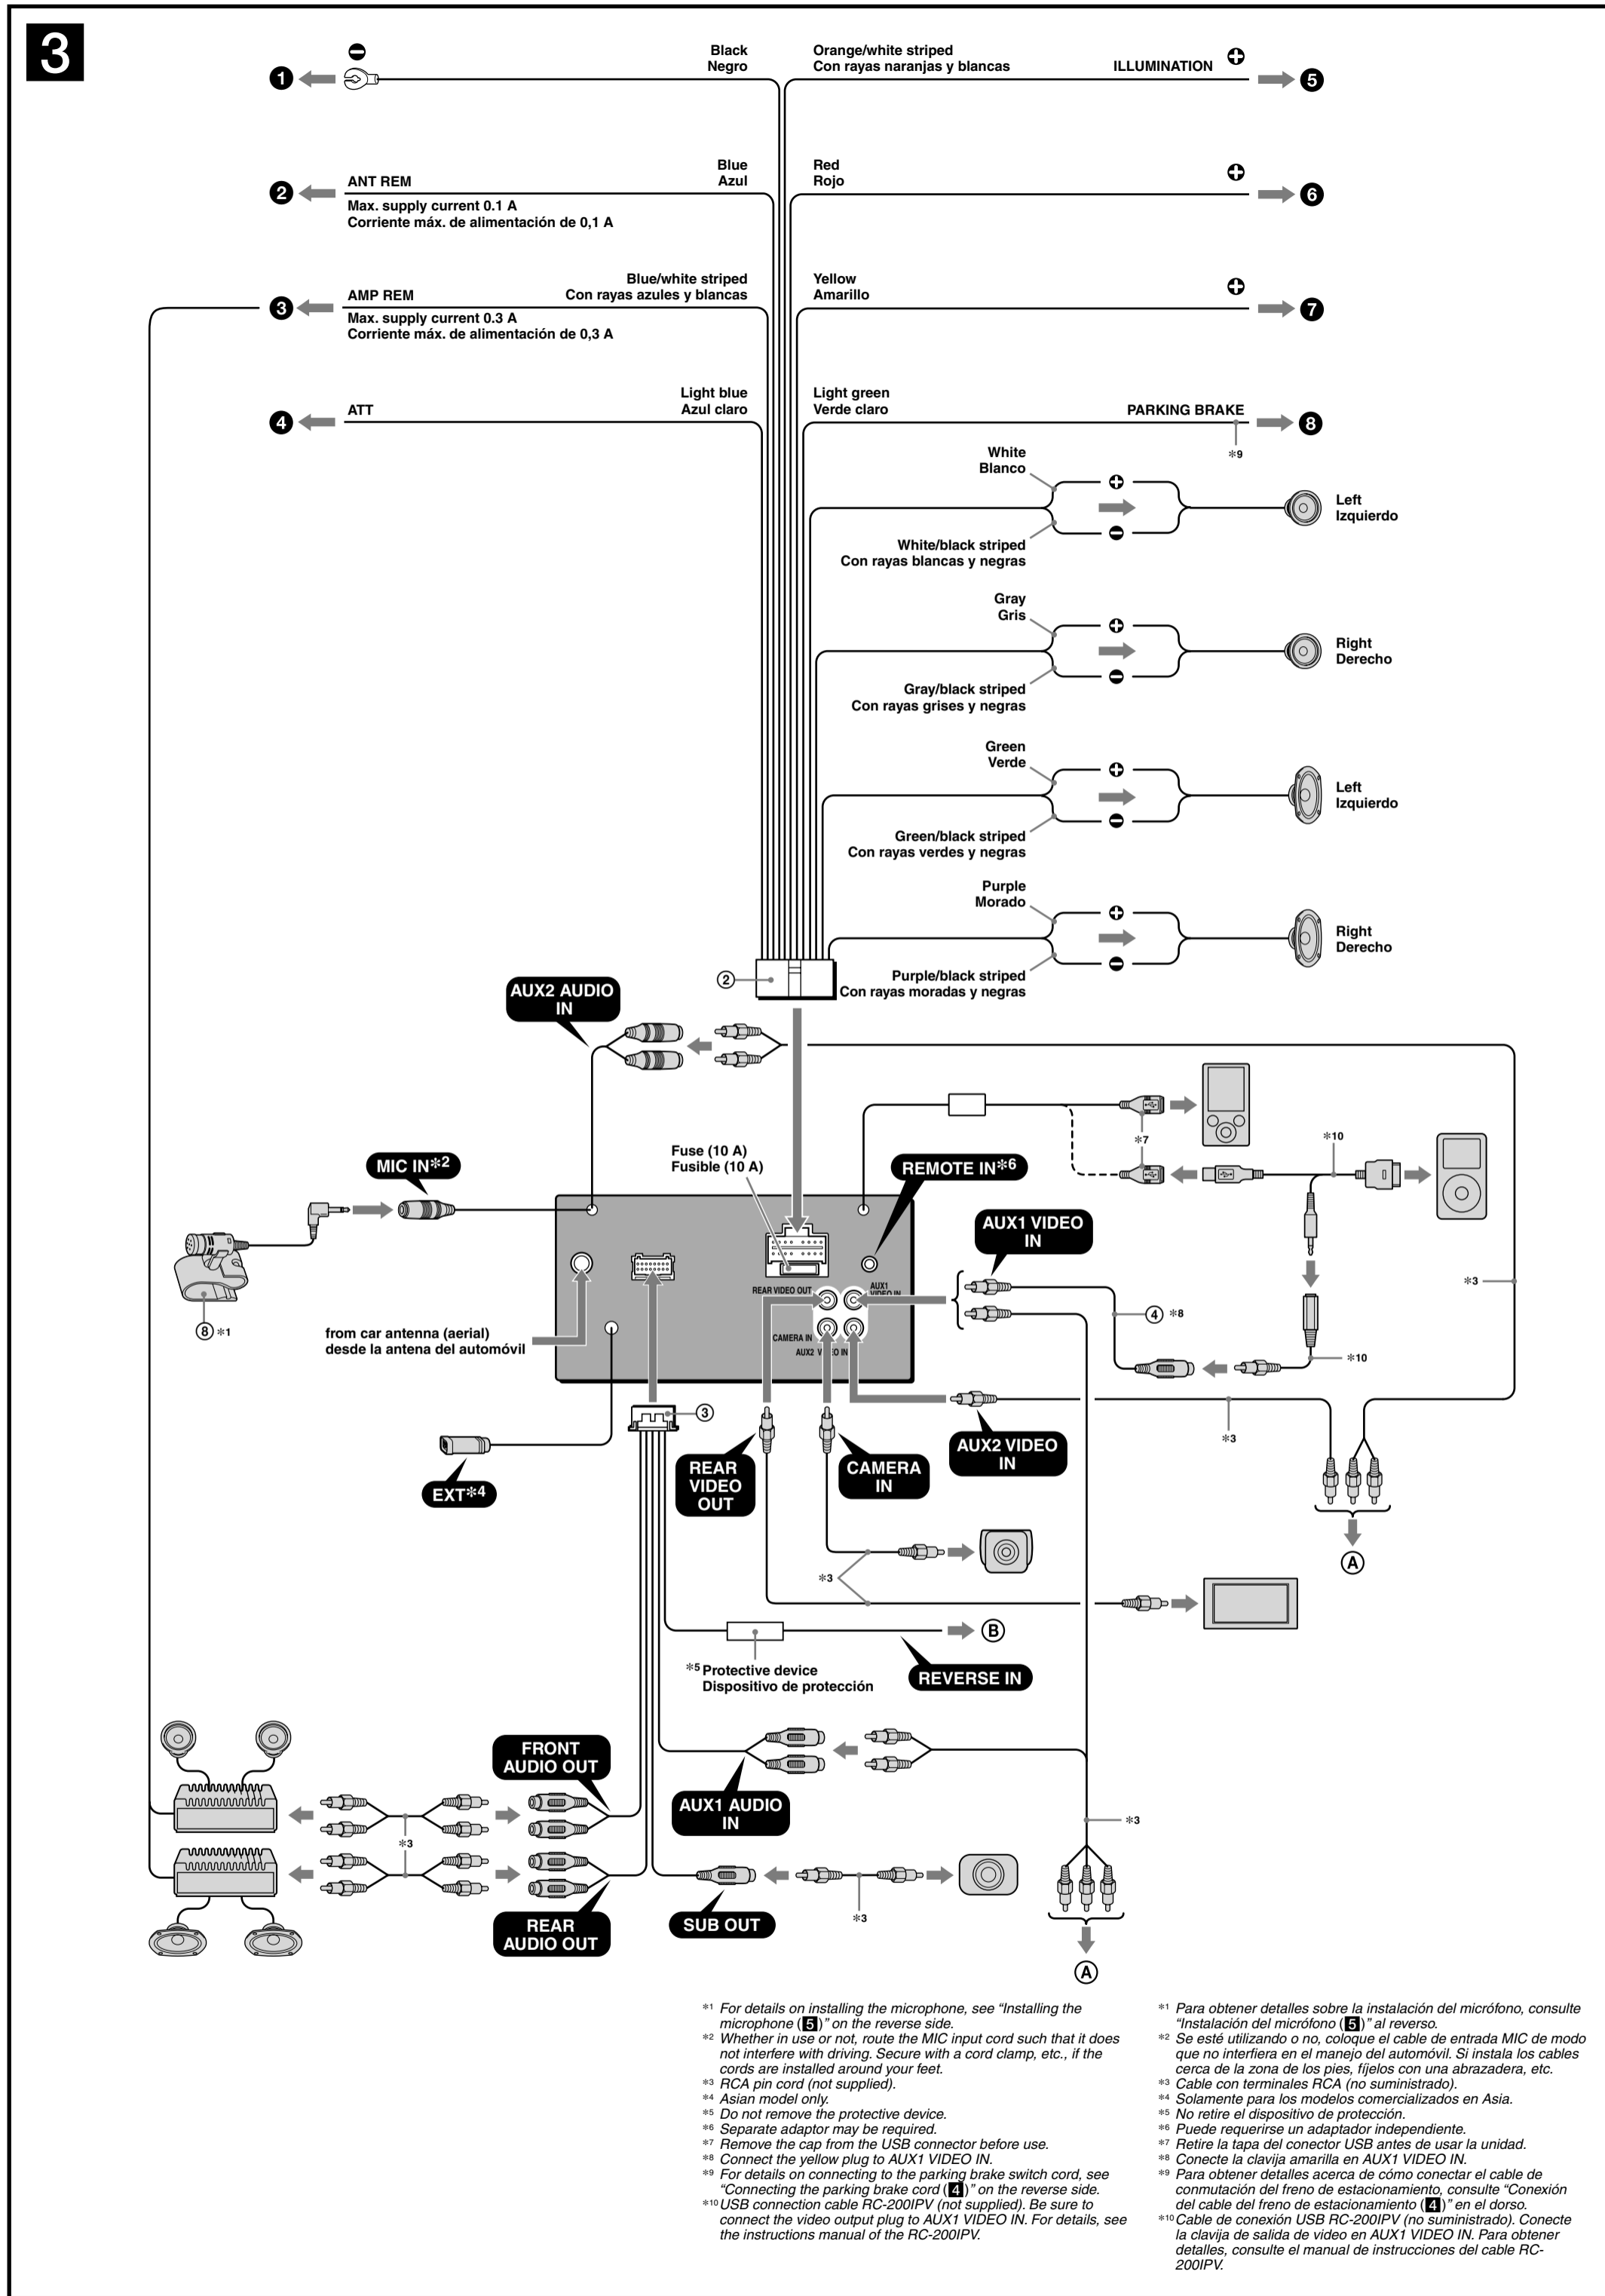 3
Black
Negro
Orange/white striped
Con rayas naranjas y blancas
ILLUMINATION
1
5
Blue
Azul
Red
Rojo
2
ANT REM
Max. supply current 0.1 A
Corriente máx. de alimentación de 0,1 A
6
Blue/white striped
Con rayas azules y blancas
Yellow
Amarillo
3
AMP REM
Max. supply current 0.3 A
Corriente máx. de alimentación de 0,3 A
7
Light blue
Azul claro
Light green
Verde claro
4
ATT
PARKING BRAKE
8
*9
White
Blanco
Left
Izquierdo
White/black striped
Con rayas blancas y negras
Gray
Gris
Right
Derecho
Gray/black striped
Con rayas grises y negras
Green
Verde
Left
Izquierdo
Green/black striped
Con rayas verdes y negras
Purple
Morado
Right
Derecho
Purple/black striped
Con rayas moradas y negras
2
AUX2 AUDIO
IN
*7
*10
Fuse (10 A)
Fusible (10 A)
MIC IN*2
REMOTE IN*6
AUX1 VIDEO
IN
*3
REAR VIDEO OUT
AUX1
VIDEO IN
4 *8
8 *1
from car antenna (aerial)
desde la antena del automóvil
CAMERA IN
AUX2 VIDEO IN
*10
3
*3
AUX2 VIDEO
IN
REAR
VIDEO
OUT
CAMERA
IN
EXT*4
A
*3
B
*5 Protective device
Dispositivo de protección
REVERSE IN
FRONT
AUDIO OUT
AUX1 AUDIO
IN
*3
*3
REAR
AUDIO OUT
SUB OUT
*3
A
*1 For details on installing the microphone, see “Installing the
microphone (5)” on the reverse side.
*2 Whether in use or not, route the MIC input cord such that it does
not interfere with driving. Secure with a cord clamp, etc., if the
cords are installed around your feet.
*3 RCA pin cord (not supplied).
*4 Asian model only.
*5 Do not remove the protective device.
*6 Separate adaptor may be required.
*7 Remove the cap from the USB connector before use.
*8 Connect the yellow plug to AUX1 VIDEO IN.
*9 For details on connecting to the parking brake switch cord, see
“Connecting the parking brake cord (4)” on the reverse side.
*10 USB connection cable RC-200IPV (not supplied). Be sure to
connect the video output plug to AUX1 VIDEO IN. For details, see
the instructions manual of the RC-200IPV.
*1 Para obtener detalles sobre la instalación del micrófono, consulte
“Instalación del micrófono (5)” al reverso.
*2 Se esté utilizando o no, coloque el cable de entrada MIC de modo
que no interfiera en el manejo del automóvil. Si instala los cables
cerca de la zona de los pies, fíjelos con una abrazadera, etc.
*3 Cable con terminales RCA (no suministrado).
*4 Solamente para los modelos comercializados en Asia.
*5 No retire el dispositivo de protección.
*6 Puede requerirse un adaptador independiente.
*7 Retire la tapa del conector USB antes de usar la unidad.
*8 Conecte la clavija amarilla en AUX1 VIDEO IN.
*9 Para obtener detalles acerca de cómo conectar el cable de
conmutación del freno de estacionamiento, consulte “Conexión
del cable del freno de estacionamiento (4)” en el dorso.
*10 Cable de conexión USB RC-200IPV (no suministrado). Conecte
la clavija de salida de video en AUX1 VIDEO IN. Para obtener
detalles, consulte el manual de instrucciones del cable RC-
200IPV.